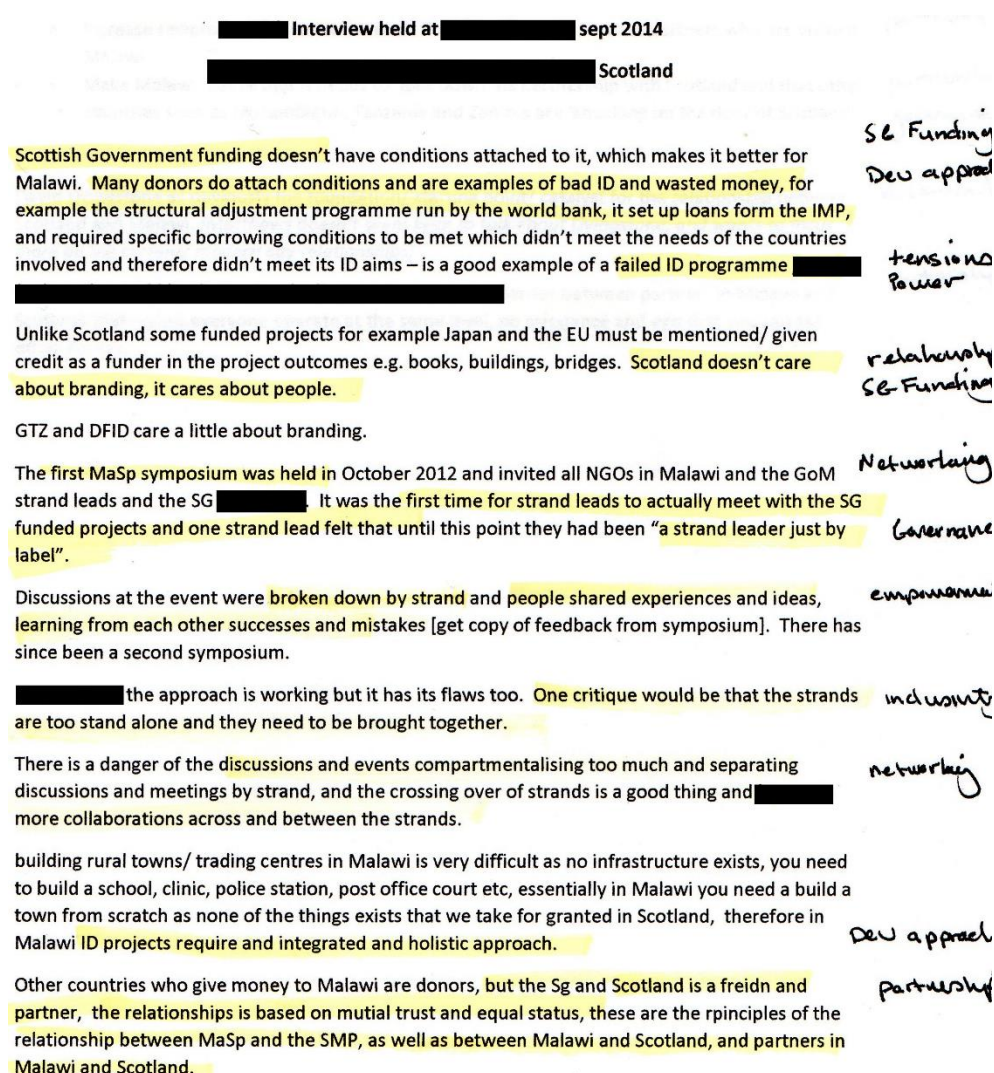 Interview held at sept 2014
Scotland
SG Funding
Scottish Government funding doesn't have conditions attached to it, which makes it better for
Dev approach
Malawi. Many donors do attach conditions and are examples of bad ID and wasted money, for
example the structural adjustment programme run by the world bank, it set up loans form the IMP,
and required specific borrowing conditions to be met which didn't meet the needs of the countries
tensions
involved and therefore didn't meet its ID aims – is a good example of a failed ID programme
Power
Unlike Scotland some funded projects for example Japan and the EU must be mentioned/ given
relationship
credit as a funder in the project outcomes e.g. books, buildings, bridges. Scotland doesn't care
SG Funding
about branding, it cares about people.
GTZ and DFID care a little about branding.
Networking
The first MaSp symposium was held in October 2012 and invited all NGOs in Malawi and the GoM
strand leads and the SG . It was the first time for strand leads to actually meet with the SG
funded projects and one strand lead felt that until this point they had been "a strand leader just by
Governance
label".
Discussions at the event were broken down by strand and people shared experiences and ideas,
empowerment
learning from each other successes and mistakes [get copy of feedback from symposium]. There has
since been a second symposium.
the approach is working but it has its flaws too. One critique would be that the strands
inclusivity
are too stand alone and they need to be brought together.
There is a danger of the discussions and events compartmentalising too much and separating
networking
discussions and meetings by strand, and the crossing over of strands is a good thing and
more collaborations across and between the strands.
building rural towns/ trading centres in Malawi is very difficult as no infrastructure exists, you need
to build a school, clinic, police station, post office court etc, essentially in Malawi you need a build a
town from scratch as none of the things exists that we take for granted in Scotland, therefore in
Dev approach
Malawi ID projects require and integrated and holistic approach.
Other countries who give money to Malawi are donors, but the Sg and Scotland is a freidn and
partnership
partner, the relationships is based on mutial trust and equal status, these are the rpinciples of the
relationship between MaSp and the SMP, as well as between Malawi and Scotland, and partners in
Malawi and Scotland.